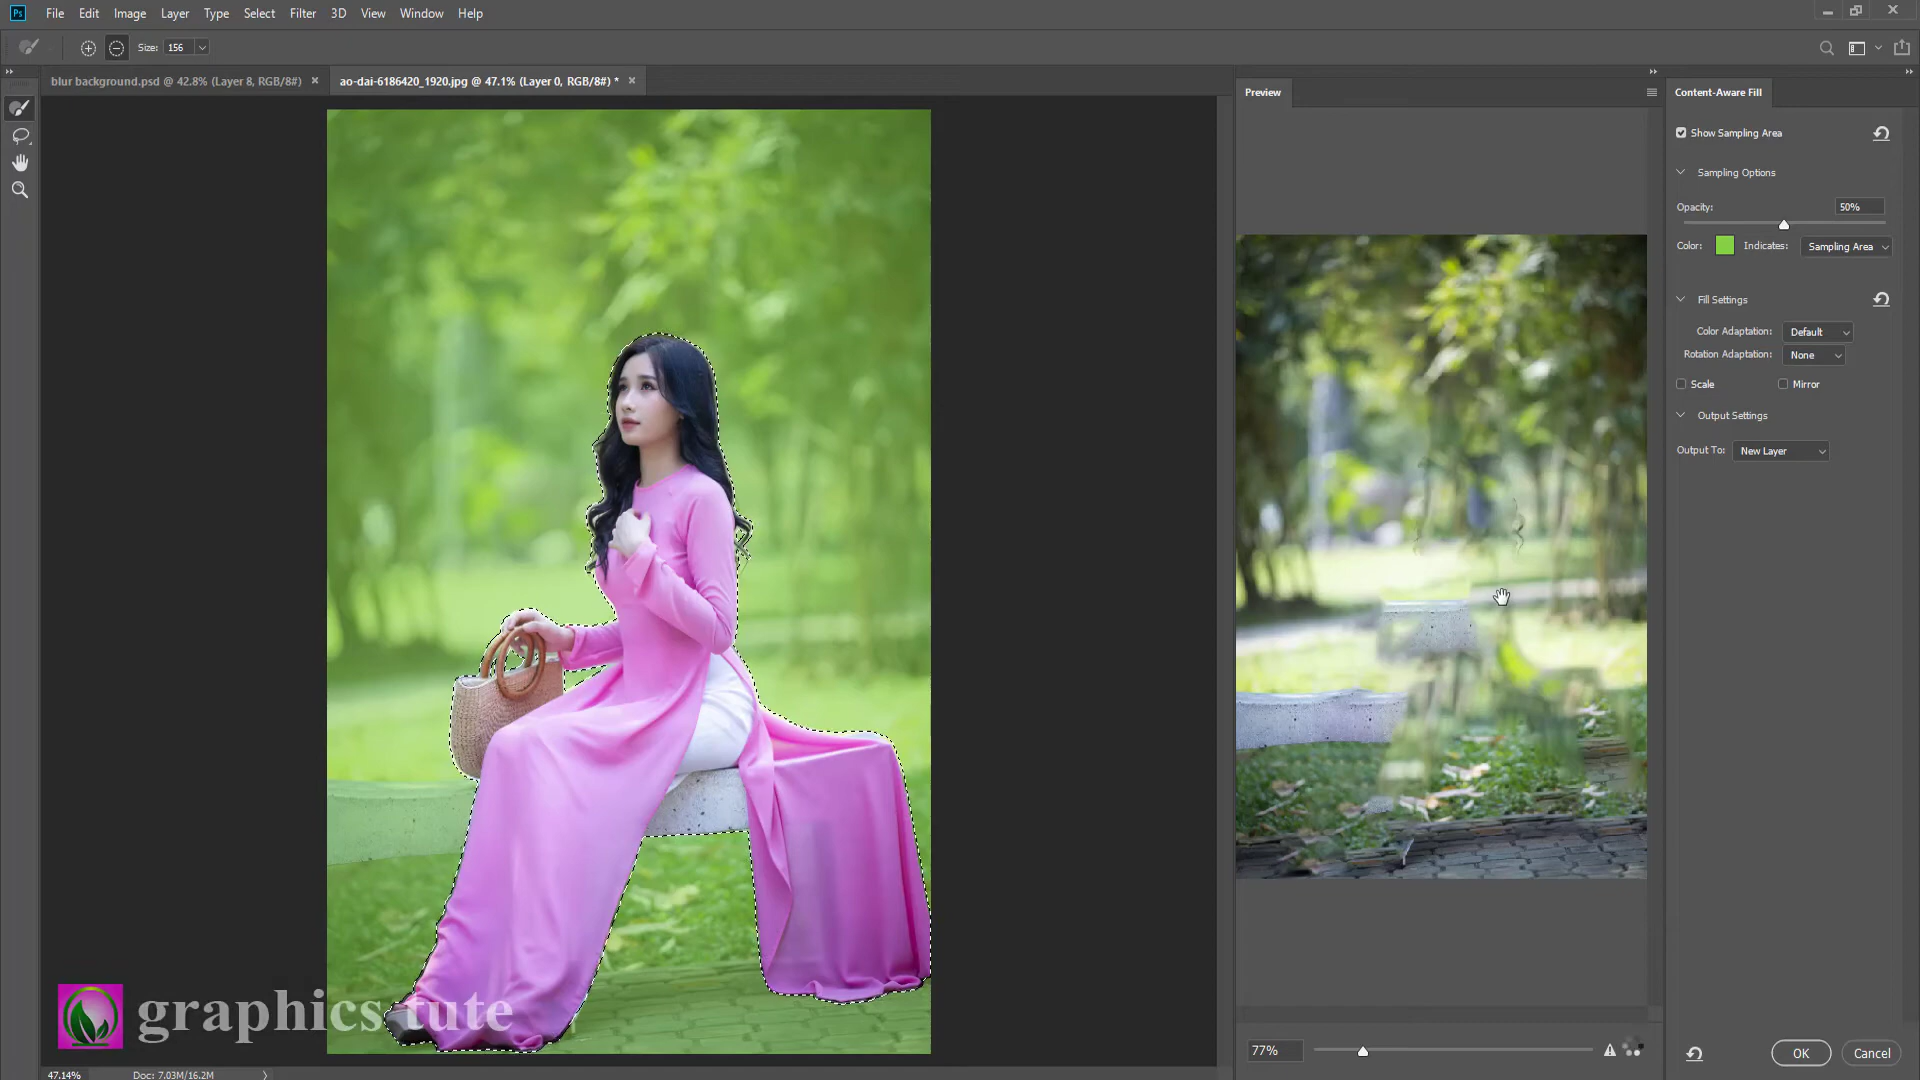 Ps File Edit Image Layer Type Select Filter 3D View Window Help
Size: 156
blur background.psd @ 42.8% (Layer 8, RGB/8#) × ao-dai-6186420_1920.jpg @ 47.1% (Layer 0, RGB/8#) * ×
Preview
Content-Aware Fill
Show Sampling Area
Sampling Options
Opacity: 50%
Color: Indicates: Sampling Area
Fill Settings
Color Adaptation: Default
Rotation Adaptation: None
Scale Mirror
Output Settings
Output To: New Layer
graphics tute
77%
OK Cancel
47.14% Doc: 7.03M/16.2M